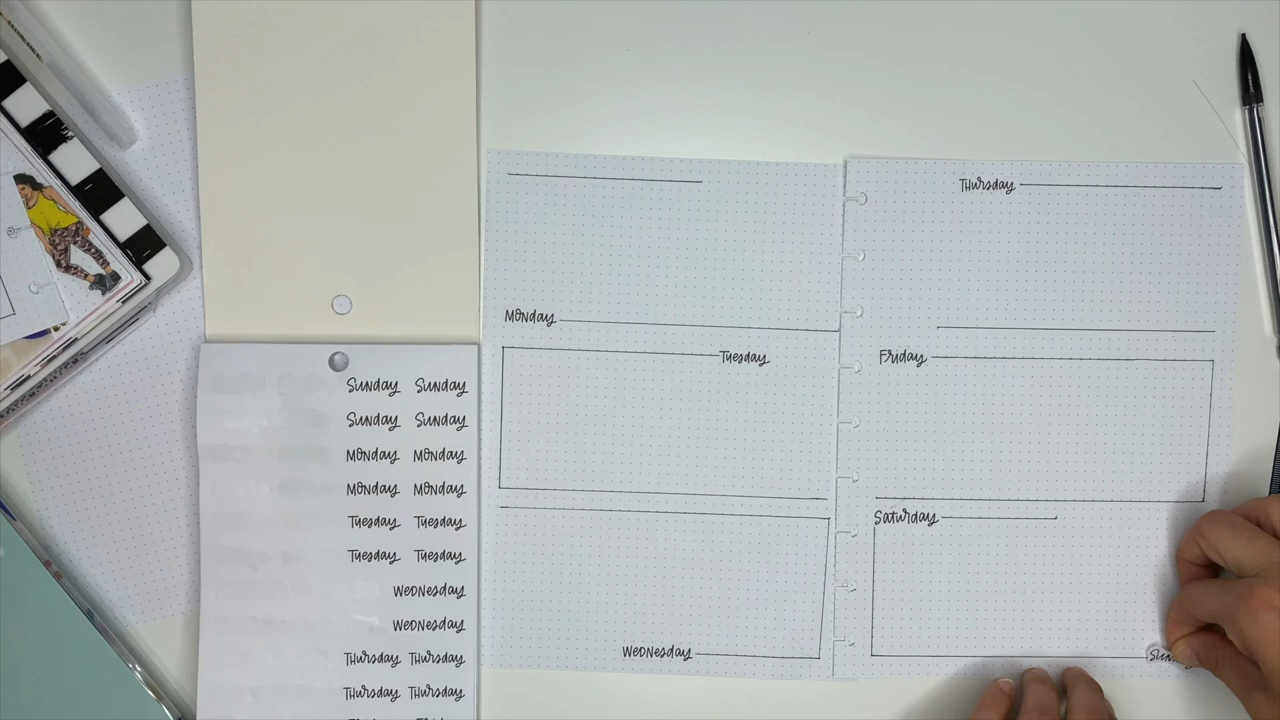 Sunday Sunday
Sunday Sunday
Monday Monday
Monday Monday
Tuesday Tuesday
Tuesday Tuesday
Wednesday
Wednesday
Thursday Thursday
Thursday Thursday
Monday
Tuesday
Wednesday
Thursday
Friday
Saturday